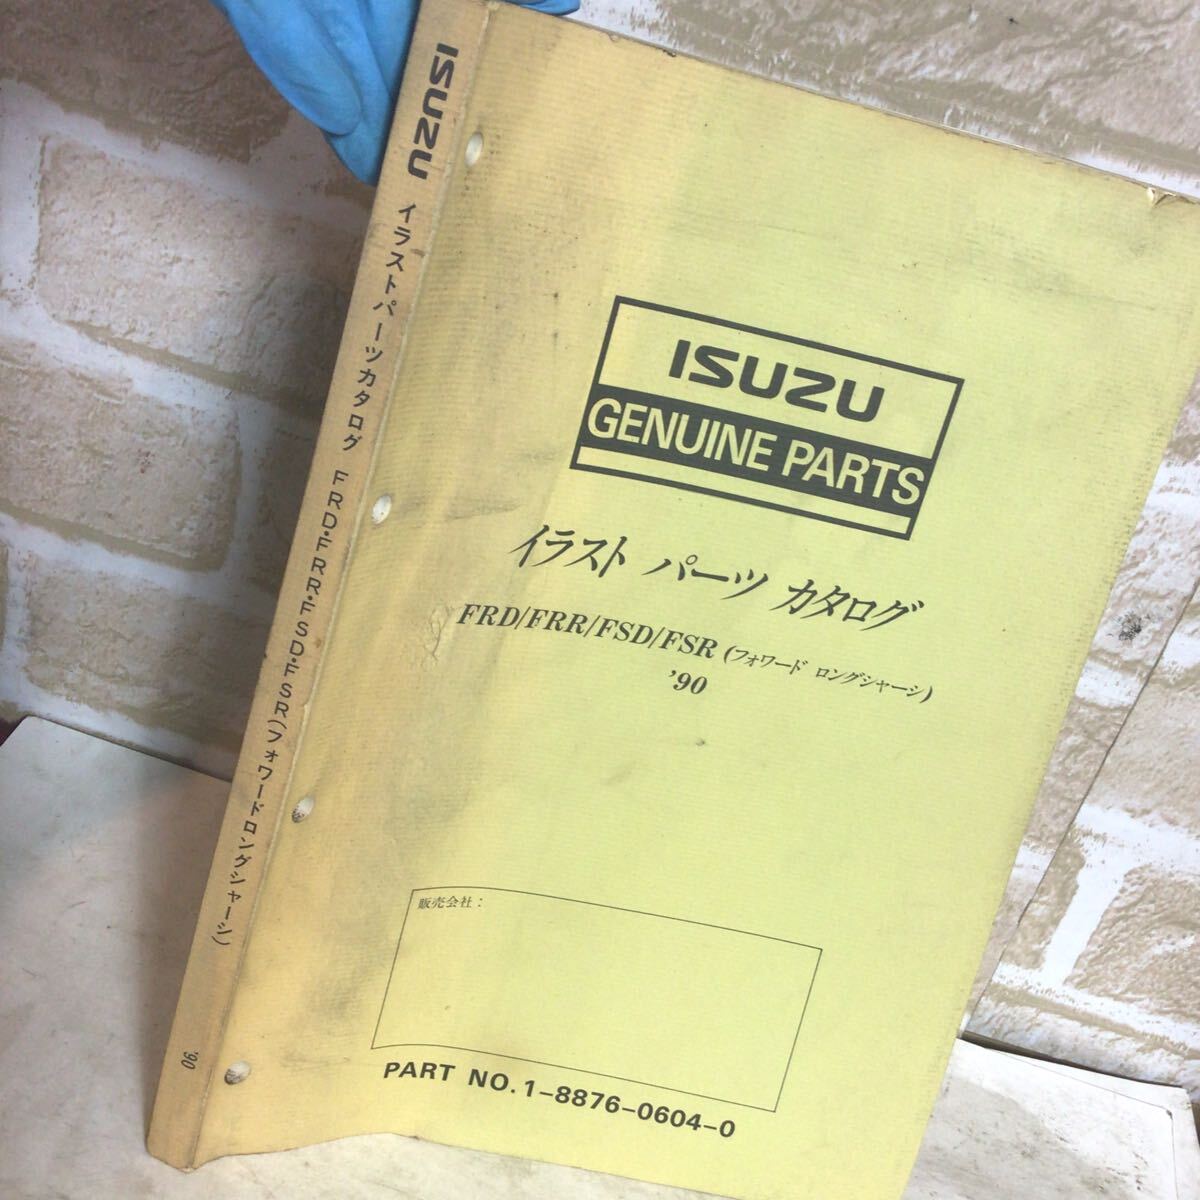 ISUZU イラストパーツカタログ FRD・FRR・FSD・FSR(フォワードロングシャーシ) '90
ISUZU
GENUINE PARTS
イラスト パーツ カタログ
FRD/FRR/FSD/FSR (フォワード ロングシャーシ)
'90
販売会社:
PART NO. 1-8876-0604-0